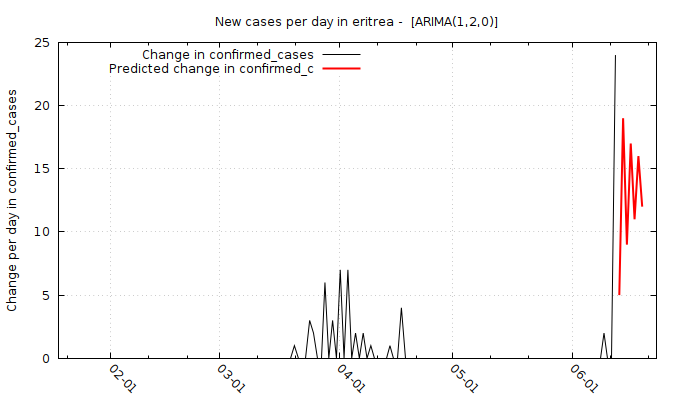 New cases per day in eritrea -  [ARIMA(1,2,0)]
Change in confirmed_cases
Predicted change in confirmed_c
Change per day in confirmed_cases
25
20
15
10
5
0
02-01
03-01
04-01
05-01
06-01